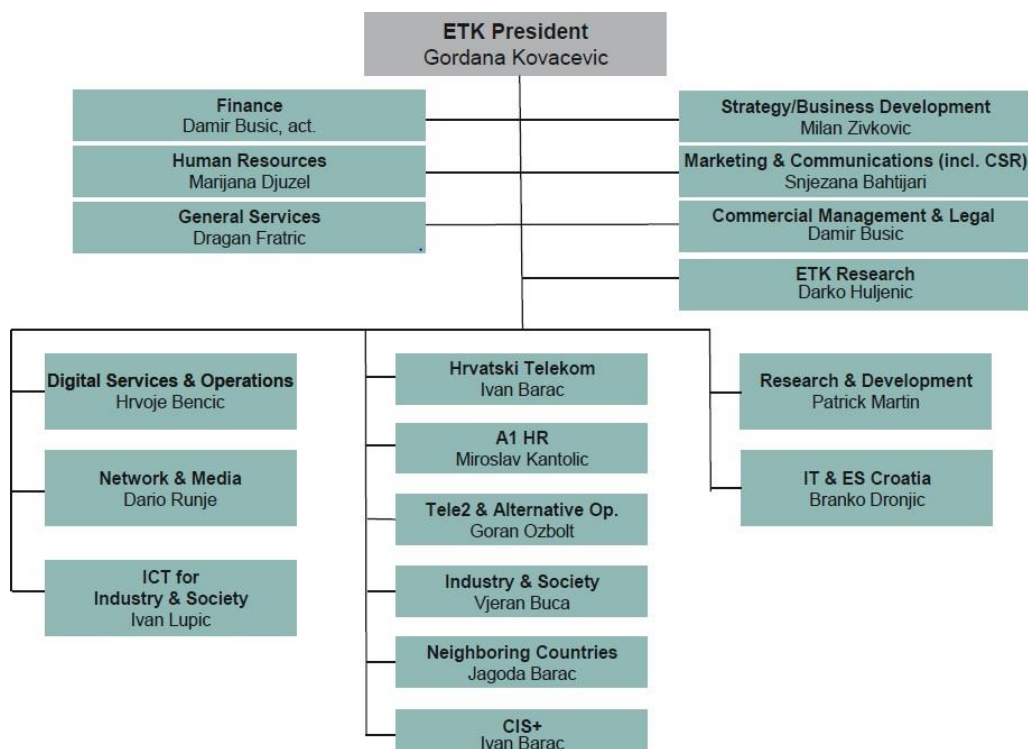 ETK President
Gordana Kovacevic
Finance
Damir Busic, act.
Strategy/Business Development
Milan Zivkovic
Human Resources
Marijana Djuzel
Marketing & Communications (incl. CSR)
Snjezana Bahtijari
General Services
Dragan Fratric
Commercial Management & Legal
Damir Busic
ETK Research
Darko Huljenic
Digital Services & Operations
Hrvoje Bencic
Network & Media
Dario Runje
ICT for
Industry & Society
Ivan Lupic
Hrvatski Telekom
Ivan Barac
A1 HR
Miroslav Kantolic
Tele2 & Alternative Op.
Goran Ozbolt
Industry & Society
Vjeran Buca
Neighboring Countries
Jagoda Barac
CIS+
Ivan Barac
Research & Development
Patrick Martin
IT & ES Croatia
Branko Dronjic